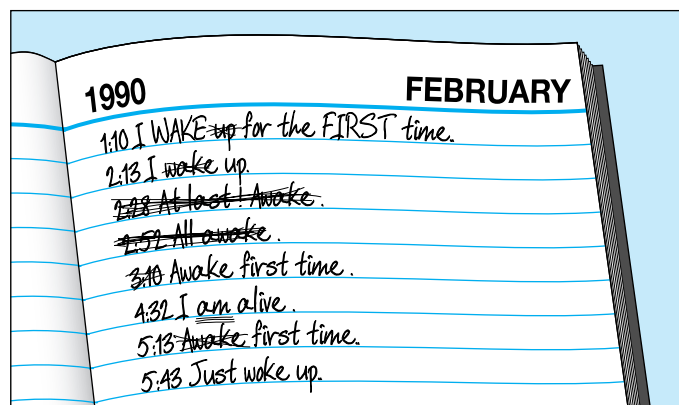 1990 FEBRUARY
1:10 I WAKE up for the FIRST time.
2:13 I wake up.
2:28 At last! Awake.
2:52 All awake.
3:10 Awake first time.
4:32 I am alive.
5:13 Awake first time.
5:43 Just woke up.